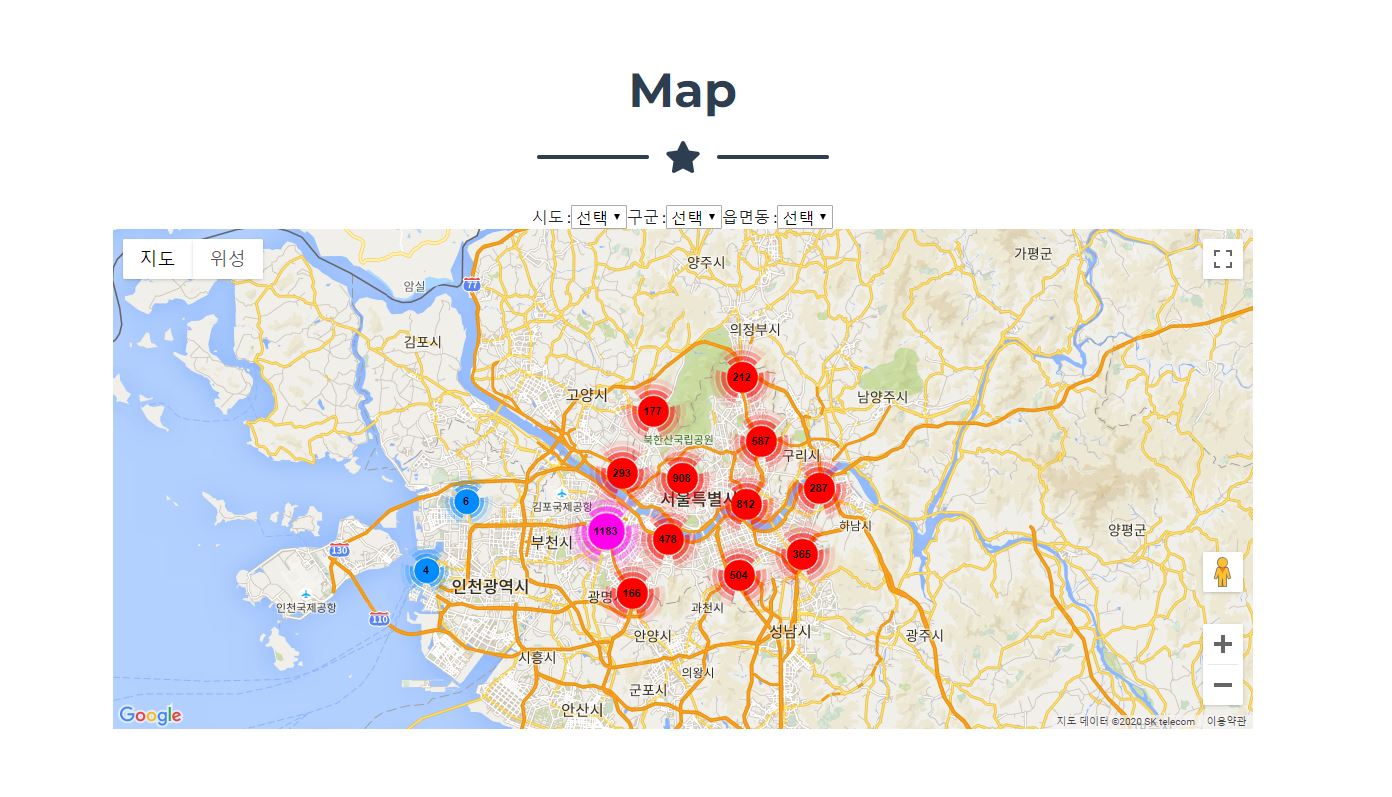 Map
시도 : 선택 구군 : 선택 읍면동 : 선택
지도 위성
가평군
양주시
암실
77
의정부시
김포시
212
고양시
남양주시
177
북한산국립공원
587
구리시
293
908
287
서울특별시
812
6
김포국제공항
하남시
1183
부천시
478
양평군
130
365
4
504
인천광역시
166
광명
인천국제공항
과천시
110
안양시
성남시
광주시
시흥시
의왕시
군포시
안산시
Google
지도 데이터 ©2020 SK telecom 이용약관